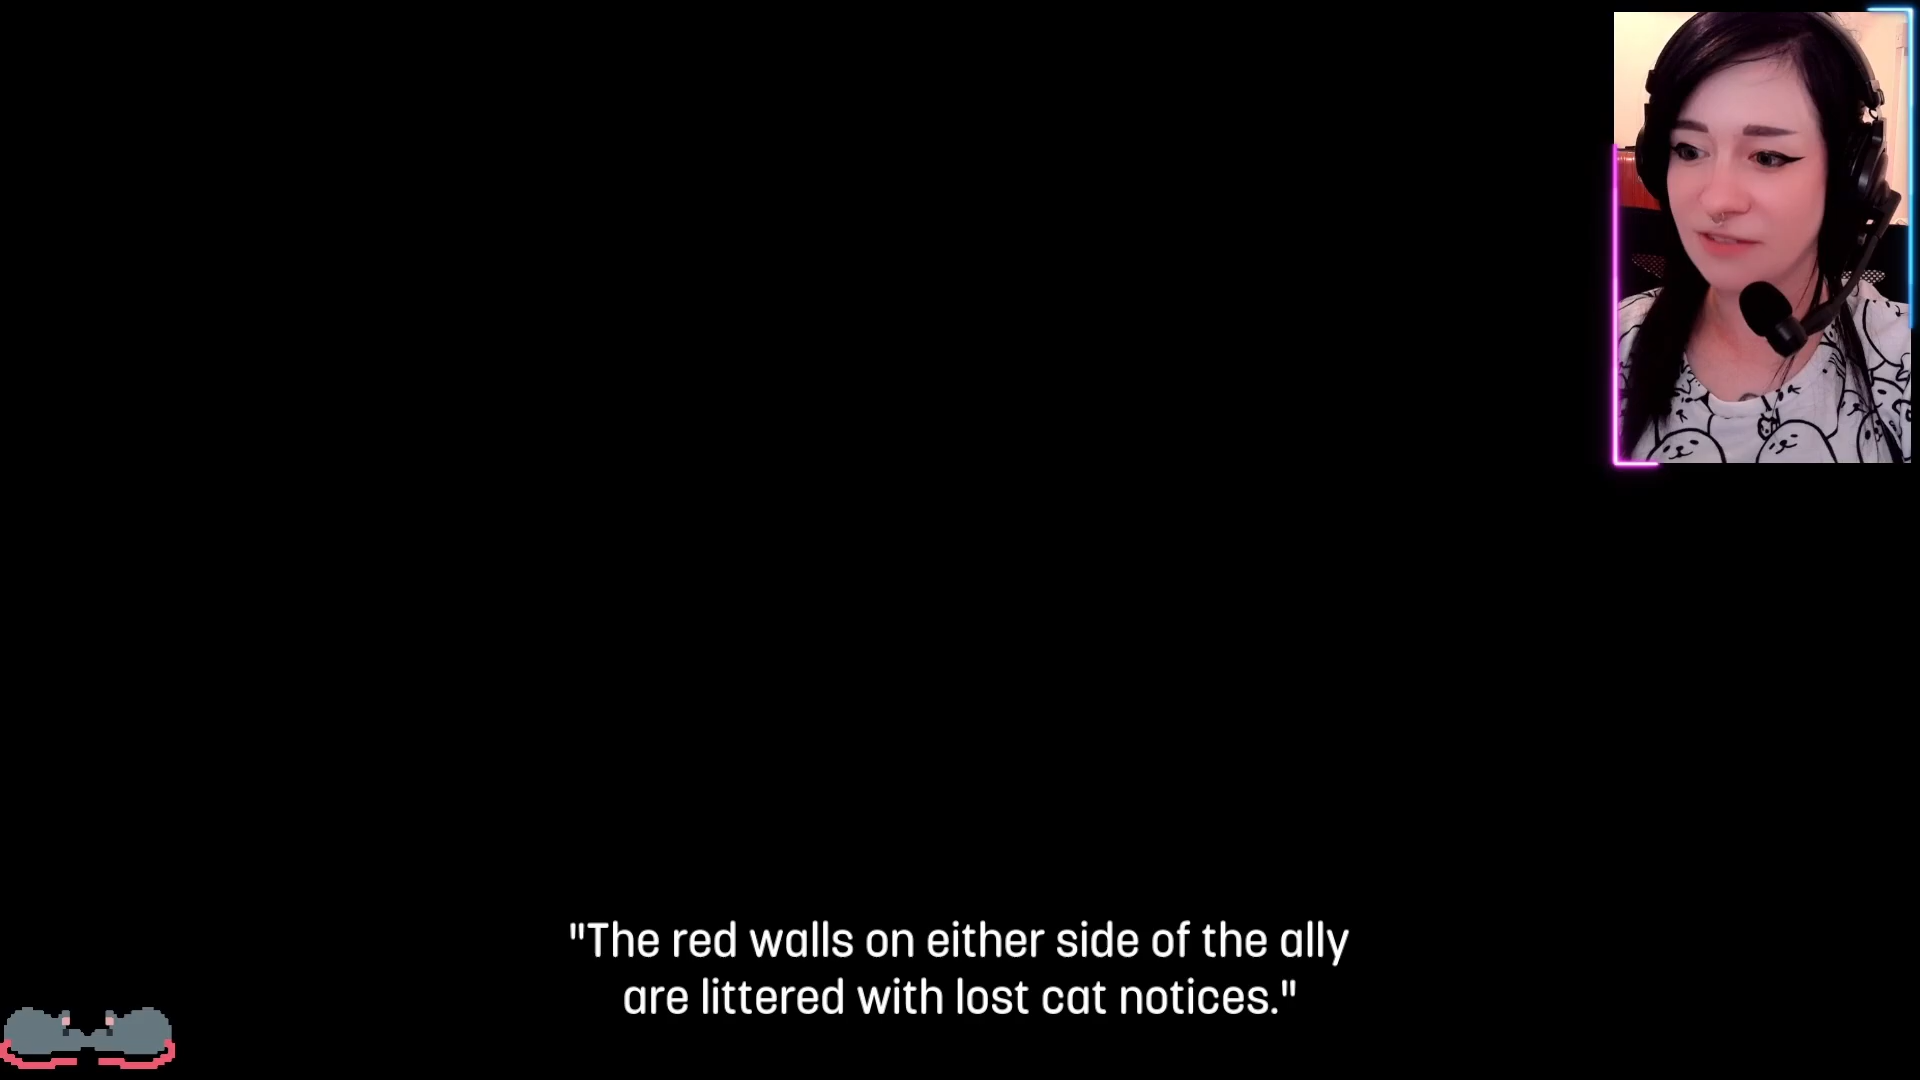 "The red walls on either side of the ally
are littered with lost cat notices."